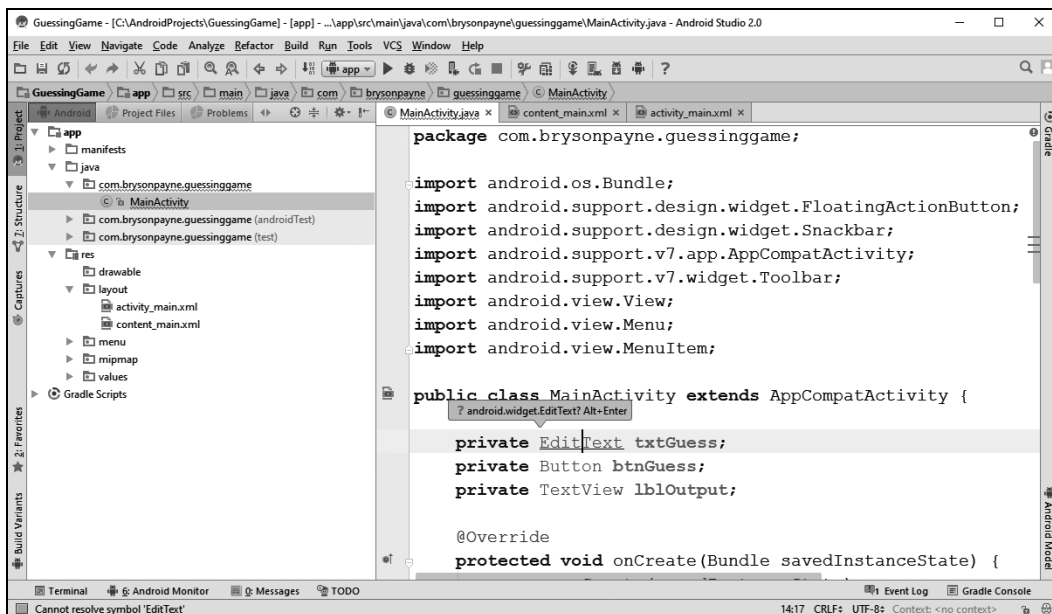 GuessingGame - [C:\AndroidProjects\GuessingGame] - [app] - ...\app\src\main\java\com\brysonpayne\guessinggame\MainActivity.java - Android Studio 2.0
File Edit View Navigate Code Analyze Refactor Build Run Tools VCS Window Help
app
GuessingGame app src main java com brysonpayne guessinggame MainActivity
Android Project Files Problems
MainActivity.java content_main.xml activity_main.xml
1: Project
Z: Structure
Captures
2: Favorites
Build Variants
app
manifests
java
com.brysonpayne.guessinggame
MainActivity
com.brysonpayne.guessinggame (androidTest)
com.brysonpayne.guessinggame (test)
res
drawable
layout
activity_main.xml
content_main.xml
menu
mipmap
values
Gradle Scripts
package com.brysonpayne.guessinggame;
import android.os.Bundle;
import android.support.design.widget.FloatingActionButton;
import android.support.design.widget.Snackbar;
import android.support.v7.app.AppCompatActivity;
import android.support.v7.widget.Toolbar;
import android.view.View;
import android.view.Menu;
import android.view.MenuItem;
public class MainActivity extends AppCompatActivity {
? android.widget.EditText? Alt+Enter
private EditText txtGuess;
private Button btnGuess;
private TextView lblOutput;
@Override
protected void onCreate(Bundle savedInstanceState) {
Gradle
Android Model
Terminal 6: Android Monitor 0: Messages TODO 1 Event Log Gradle Console
Cannot resolve symbol 'EditText' 14:17 CRLF UTF-8 Context: <no context>